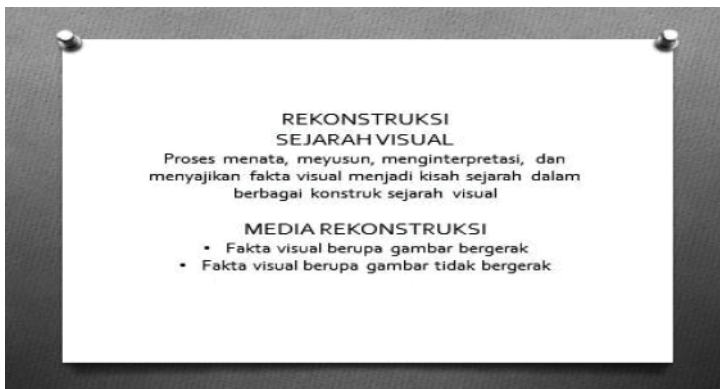 REKONSTRUKSI
SEJARAH VISUAL
Proses menata, meyusun, menginterpretasi, dan
menyajikan fakta visual menjadi kisah sejarah dalam
berbagai konstruk sejarah visual
MEDIA REKONSTRUKSI
• Fakta visual berupa gambar bergerak
• Fakta visual berupa gambar tidak bergerak